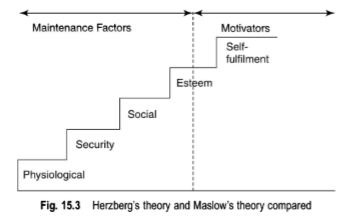 Maintenance Factors
Motivators
Self-
fulfilment
Esteem
Social
Security
Physiological
Fig. 15.3 Herzberg's theory and Maslow's theory compared